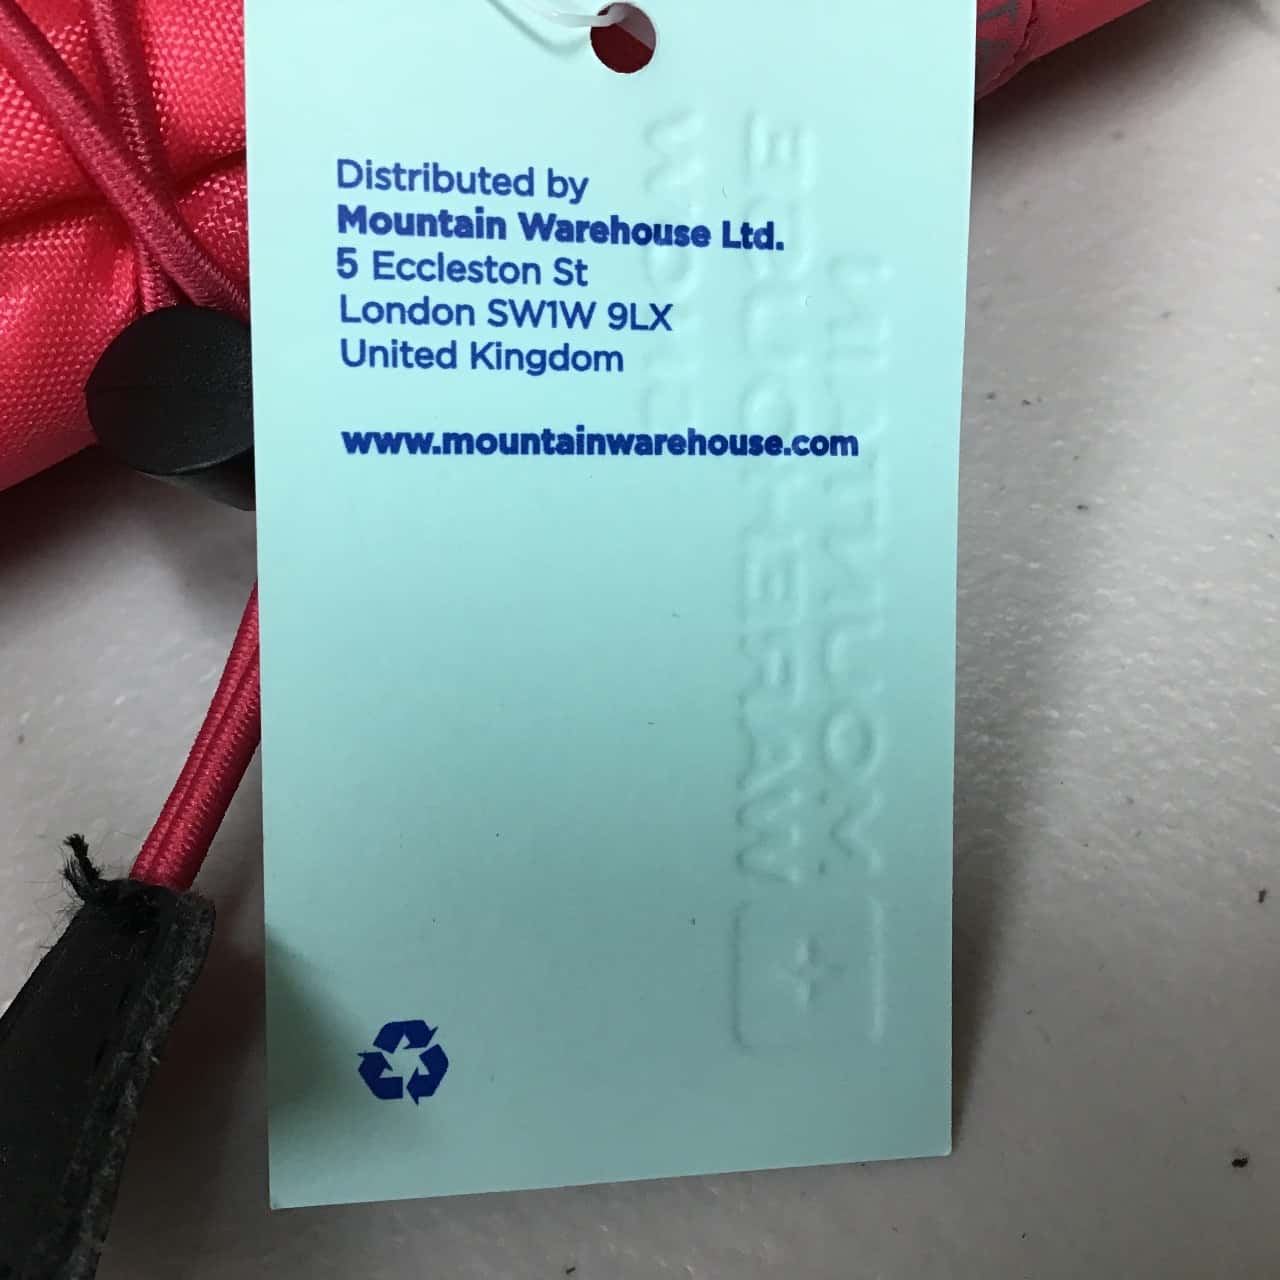 Distributed by
Mountain Warehouse Ltd.
5 Eccleston St
London SW1W 9LX
United Kingdom
www.mountainwarehouse.com